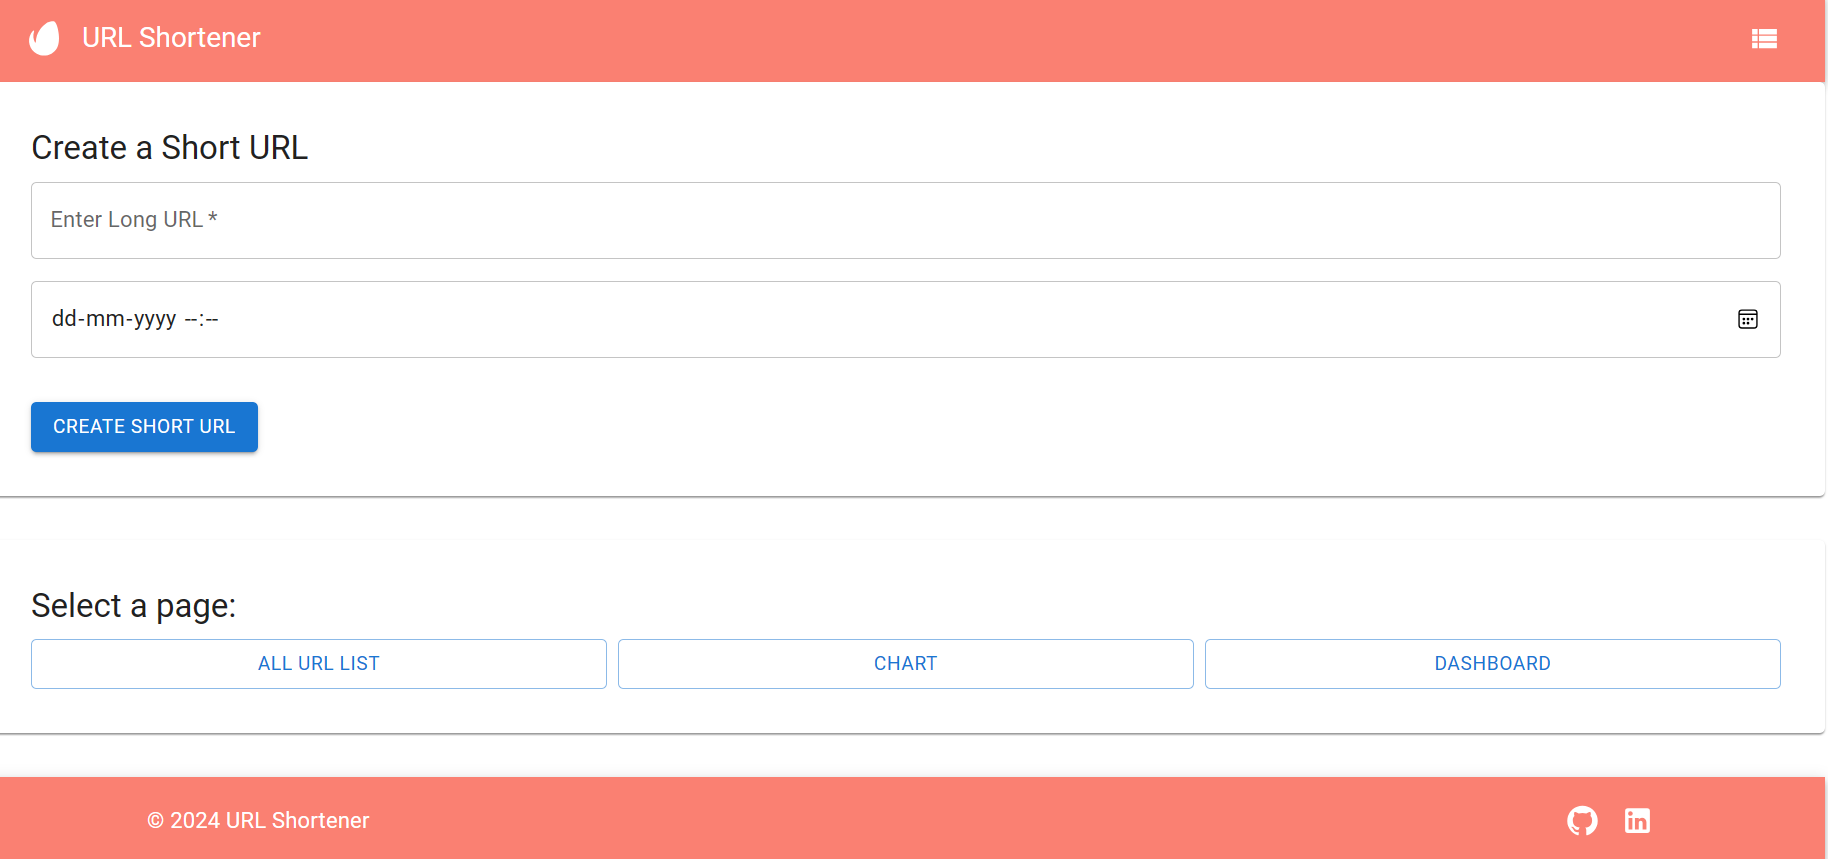 URL Shortener
Create a Short URL
Enter Long URL *
dd-mm-yyyy --:--
CREATE SHORT URL
Select a page:
ALL URL LIST
CHART
DASHBOARD
© 2024 URL Shortener